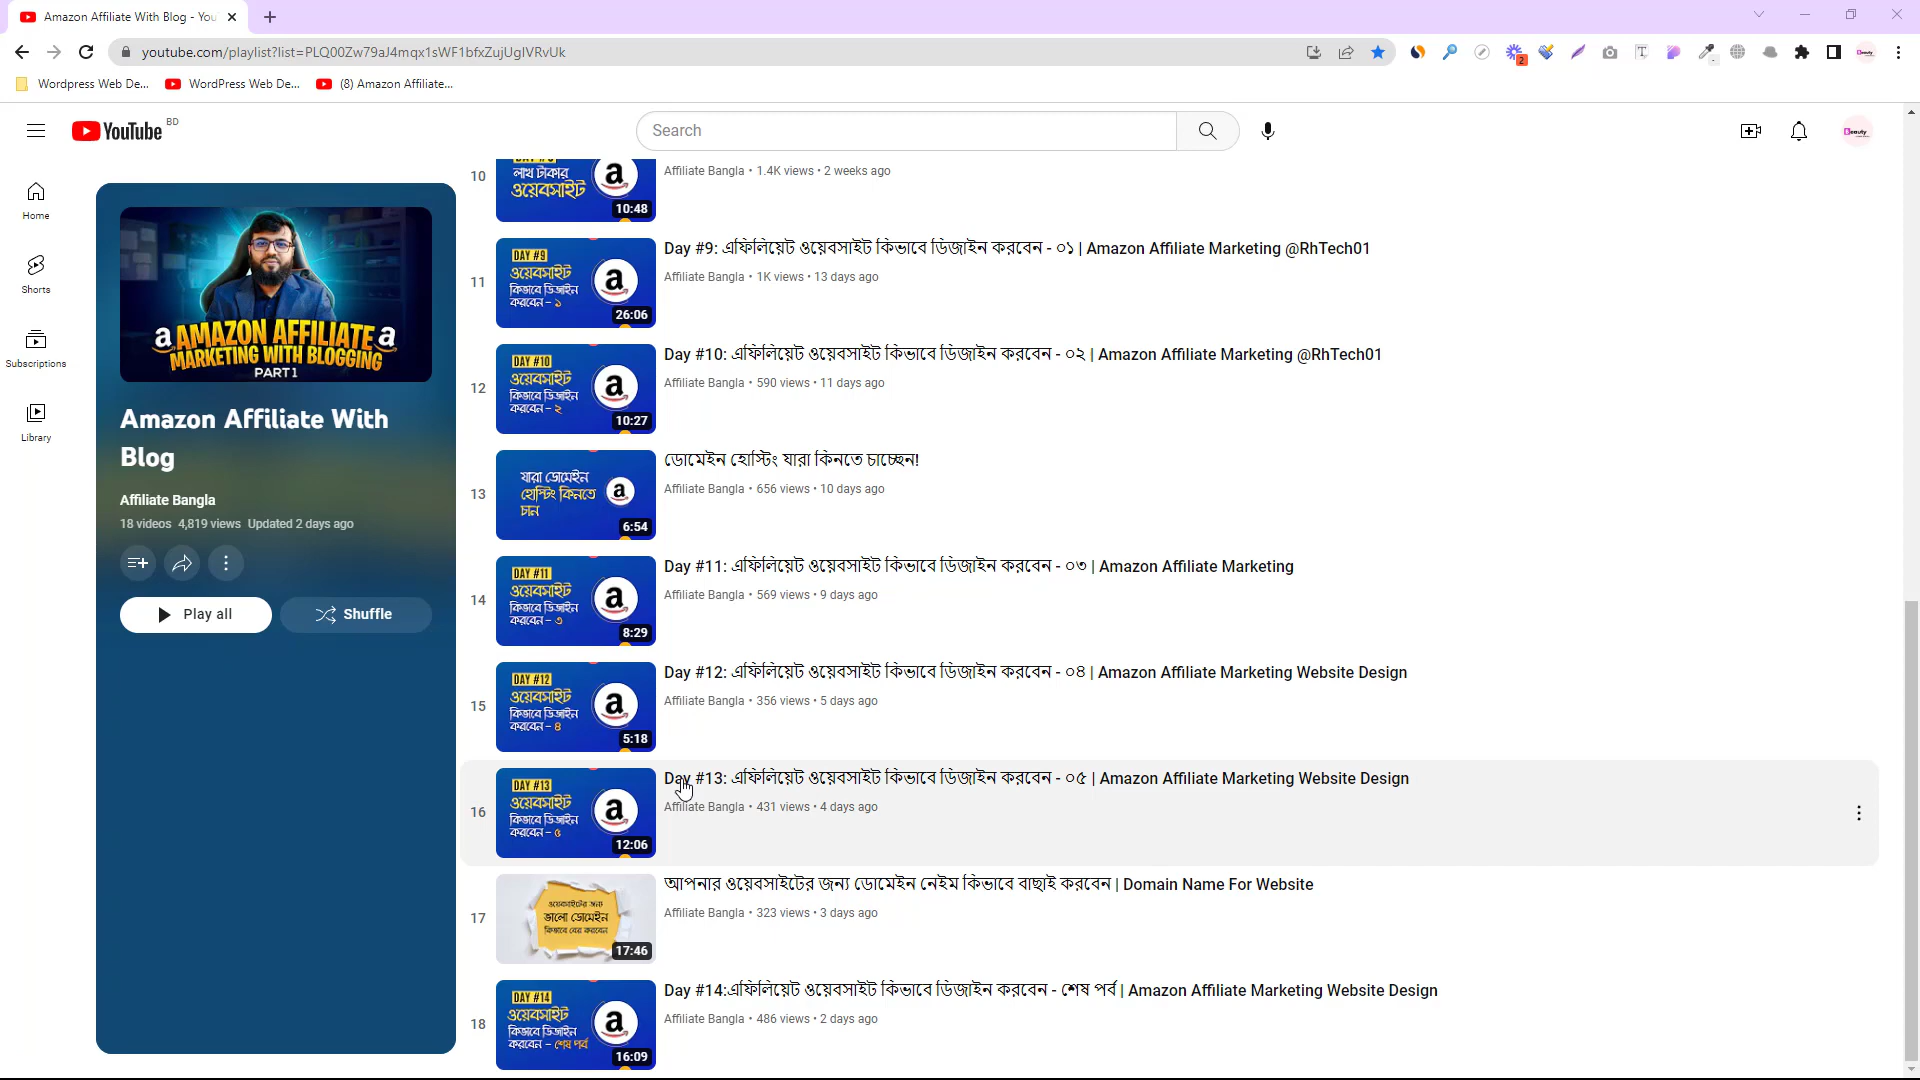 Amazon Affiliate With Blog - You
youtube.com/playlist?list=PLQ00Zw79aJ4mqx1sWF1bfxZujUgIVRvUk
Wordpress Web De...
WordPress Web De...
(8) Amazon Affiliate...
YouTube BD
Search
Home
Shorts
Subscriptions
Library
a AMAZON AFFILIATE a
MARKETING WITH BLOGGING
PART 1
Amazon Affiliate With
Blog
Affiliate Bangla
18 videos 4,819 views Updated 2 days ago
Play all
Shuffle
10
লাখ টাকার
ওয়েবসাইট
a
10:48
Affiliate Bangla • 1.4K views • 2 weeks ago
11
DAY #9
ওয়েবসাইট
কিভাবে ডিজাইন
করবেন - ১
a
26:06
Day #9: এফিলিয়েট ওয়েবসাইট কিভাবে ডিজাইন করবেন - ০১ | Amazon Affiliate Marketing @RhTech01
Affiliate Bangla • 1K views • 13 days ago
12
DAY #10
ওয়েবসাইট
কিভাবে ডিজাইন
করবেন - ২
a
10:27
Day #10: এফিলিয়েট ওয়েবসাইট কিভাবে ডিজাইন করবেন - ০২ | Amazon Affiliate Marketing @RhTech01
Affiliate Bangla • 590 views • 11 days ago
13
যারা ডোমেইন
হোস্টিং কিনতে
চান
a
6:54
ডোমেইন হোস্টিং যারা কিনতে চাচ্ছেন!
Affiliate Bangla • 656 views • 10 days ago
14
DAY #11
ওয়েবসাইট
কিভাবে ডিজাইন
করবেন - ৩
a
8:29
Day #11: এফিলিয়েট ওয়েবসাইট কিভাবে ডিজাইন করবেন - ০৩ | Amazon Affiliate Marketing
Affiliate Bangla • 569 views • 9 days ago
15
DAY #12
ওয়েবসাইট
কিভাবে ডিজাইন
করবেন - ৪
a
5:18
Day #12: এফিলিয়েট ওয়েবসাইট কিভাবে ডিজাইন করবেন - ০৪ | Amazon Affiliate Marketing Website Design
Affiliate Bangla • 356 views • 5 days ago
16
DAY #13
ওয়েবসাইট
কিভাবে ডিজাইন
করবেন - ৫
a
12:06
Day #13: এফিলিয়েট ওয়েবসাইট কিভাবে ডিজাইন করবেন - ০৫ | Amazon Affiliate Marketing Website Design
Affiliate Bangla • 431 views • 4 days ago
17
ওয়েবসাইটের জন্য
ভালো ডোমেইন
কিভাবে বের করবেন
17:46
আপনার ওয়েবসাইটের জন্য ডোমেইন নেইম কিভাবে বাছাই করবেন | Domain Name For Website
Affiliate Bangla • 323 views • 3 days ago
18
DAY #14
ওয়েবসাইট
কিভাবে ডিজাইন
করবেন - শেষ পর্ব
a
16:09
Day #14:এফিলিয়েট ওয়েবসাইট কিভাবে ডিজাইন করবেন - শেষ পর্ব | Amazon Affiliate Marketing Website Design
Affiliate Bangla • 486 views • 2 days ago